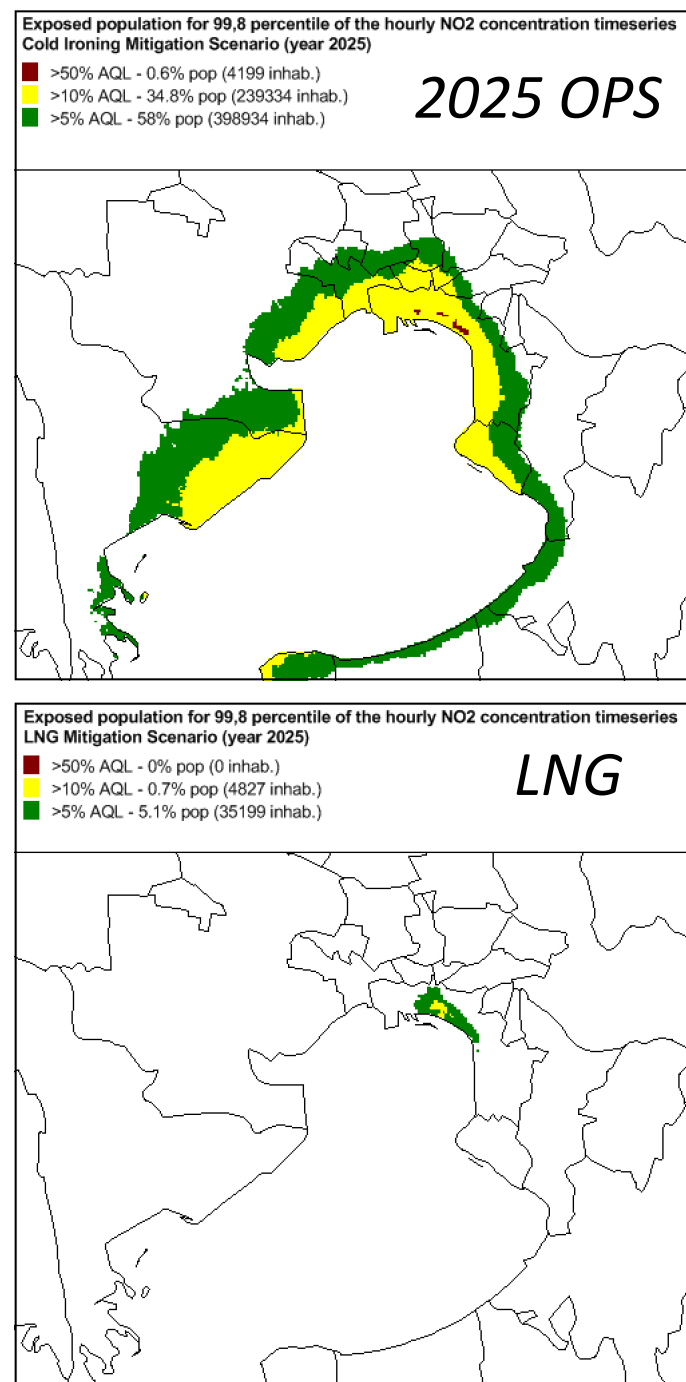 Exposed population for 99,8 percentile of the hourly NO2 concentration timeseries
Cold Ironing Mitigation Scenario (year 2025)
>50% AQL - 0.6% pop (4199 inhab.)
>10% AQL - 34.8% pop (239334 inhab.)
>5% AQL - 58% pop (398934 inhab.)
2025 OPS
Exposed population for 99,8 percentile of the hourly NO2 concentration timeseries
LNG Mitigation Scenario (year 2025)
>50% AQL - 0% pop (0 inhab.)
>10% AQL - 0.7% pop (4827 inhab.)
>5% AQL - 5.1% pop (35199 inhab.)
LNG